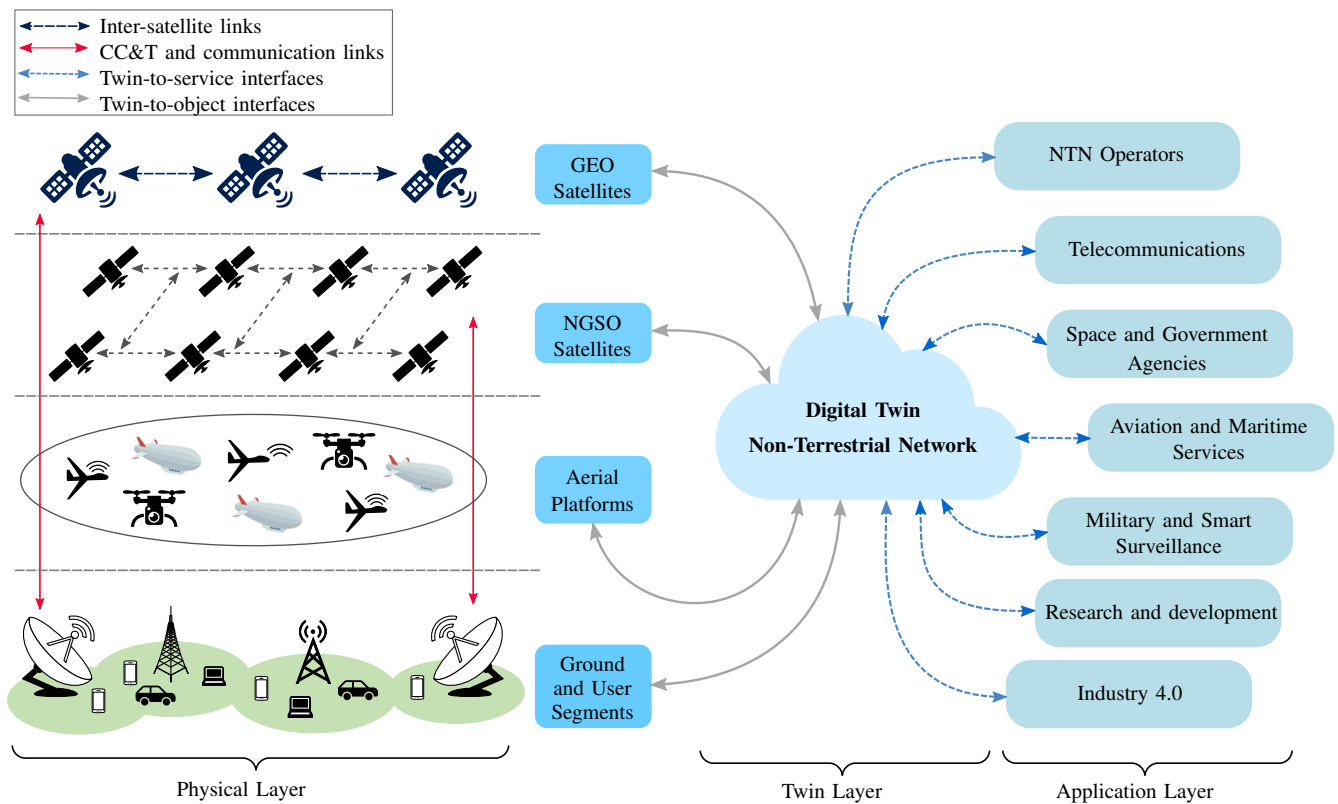 Inter-satellite links
CC&T and communication links
Twin-to-service interfaces
Twin-to-object interfaces
GEO
Satellites
NGSO
Satellites
Aerial
Platforms
Ground
and User
Segments
Digital Twin
Non-Terrestrial Network
NTN Operators
Telecommunications
Space and Government
Agencies
Aviation and Maritime
Services
Military and Smart
Surveillance
Research and development
Industry 4.0
Physical Layer
Twin Layer
Application Layer